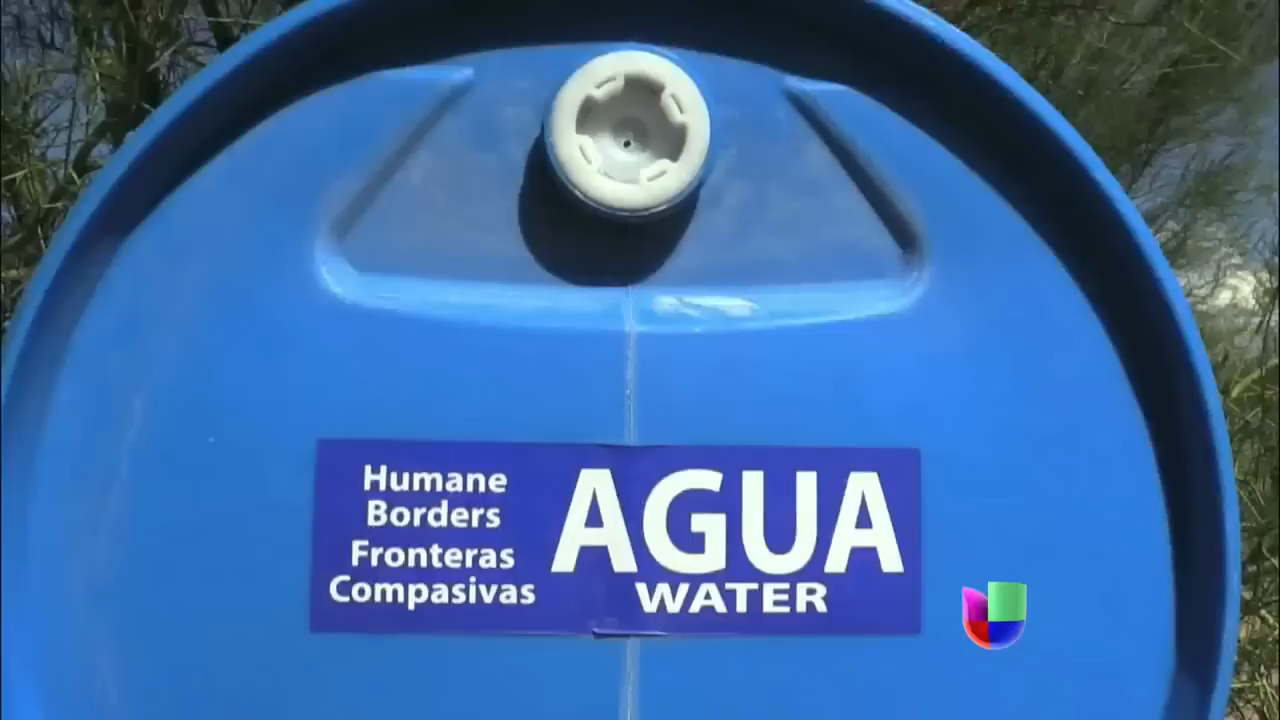 Humane
Borders
Fronteras
Compasivas
AGUA
WATER